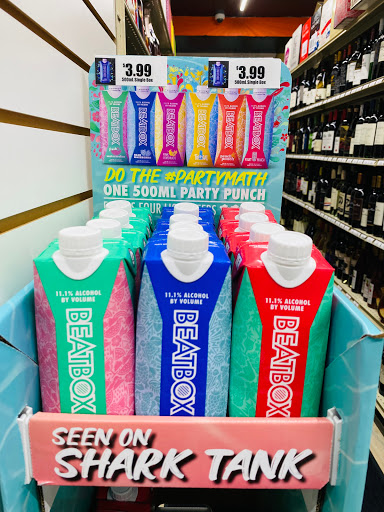 $3.99
500mL Single Box
$3.99
500mL Single Box
BEATBOX
BEATBOX
BEATBOX
BEATBOX
BEATBOX
BEATBOX
DO THE #PARTYMATH
ONE 500ML PARTY PUNCH
11.1% ALCOHOL
BY VOLUME
BEATBOX
11.1% ALCOHOL
BY VOLUME
BEATBOX
11.1% ALCOHOL
BY VOLUME
BEATBOX
SEEN ON
SHARK TANK